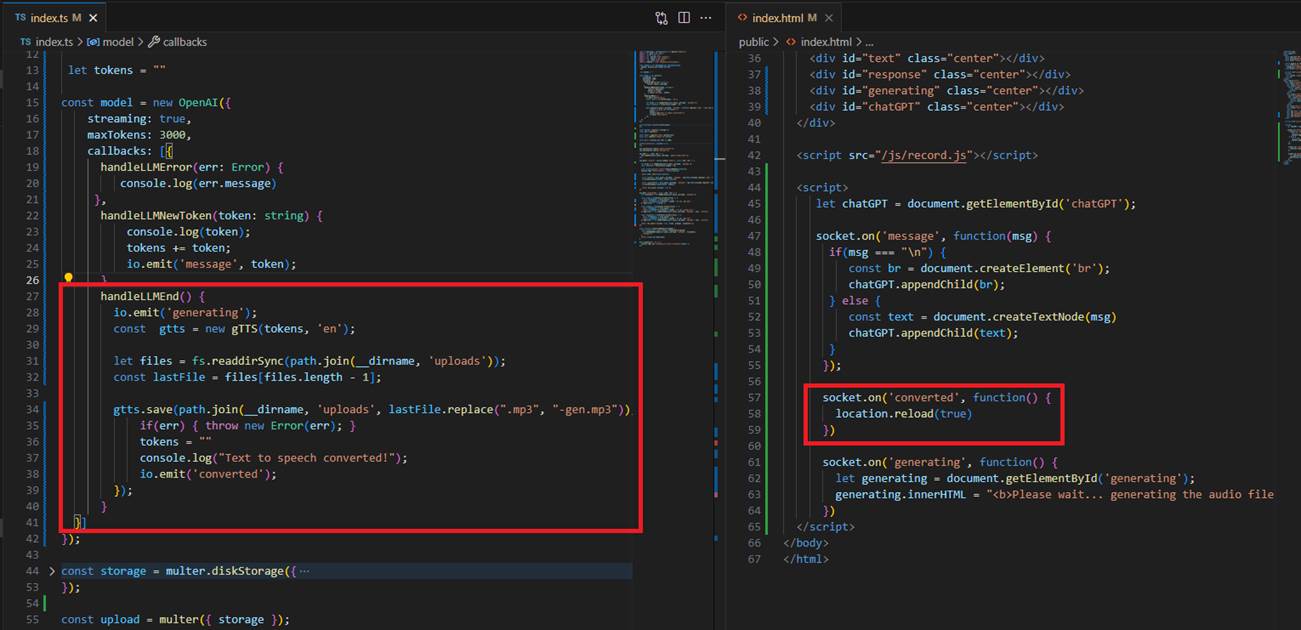 TS index.ts M ×
TS index.ts > model > callbacks
12
13 let tokens = ""
14
15 const model = new OpenAI({
16 streaming: true,
17 maxTokens: 3000,
18 callbacks: [{
19 handleLLMError(err: Error) {
20 console.log(err.message)
21 },
22 handleLLMNewToken(token: string) {
23 console.log(token);
24 tokens += token;
25 io.emit('message', token);
26 }
27 handleLLMEnd() {
28 io.emit('generating');
29 const gtts = new gTTS(tokens, 'en');
30
31 let files = fs.readdirSync(path.join(__dirname, 'uploads'));
32 const lastFile = files[files.length - 1];
33
34 gtts.save(path.join(__dirname, 'uploads', lastFile.replace(".mp3", "-gen.mp3"))
35 if(err) { throw new Error(err); }
36 tokens = ""
37 console.log("Text to speech converted!");
38 io.emit('converted');
39 });
40 }
41 }]
42 });
43
44 > const storage = multer.diskStorage({ ···
53 });
54
55 const upload = multer({ storage });
<> index.html M ×
public > <> index.html > ...
36 <div id="text" class="center"></div>
37 <div id="response" class="center"></div>
38 <div id="generating" class="center"></div>
39 <div id="chatGPT" class="center"></div>
40 </div>
41
42 <script src="/js/record.js"></script>
43
44 <script>
45 let chatGPT = document.getElementById('chatGPT');
46
47 socket.on('message', function(msg) {
48 if(msg === "\n") {
49 const br = document.createElement('br');
50 chatGPT.appendChild(br);
51 } else {
52 const text = document.createTextNode(msg)
53 chatGPT.appendChild(text);
54 }
55 });
56
57 socket.on('converted', function() {
58 location.reload(true)
59 })
60
61 socket.on('generating', function() {
62 let generating = document.getElementById('generating');
63 generating.innerHTML = "<b>Please wait... generating the audio file
64 })
65 </script>
66 </body>
67 </html>